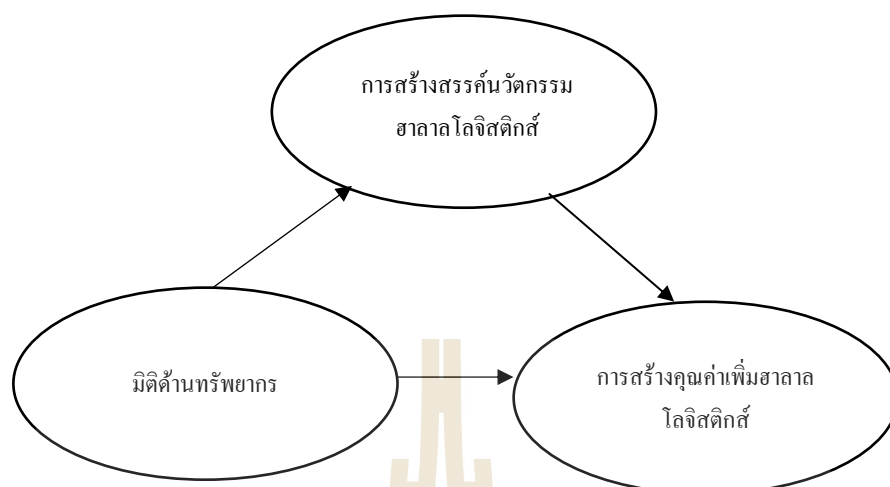 การสร้างสรรค์นวัตกรรม
ฮาลาลโลจิสติกส์
มิติด้านทรัพยากร
การสร้างคุณค่าเพิ่มฮาลาล
โลจิสติกส์